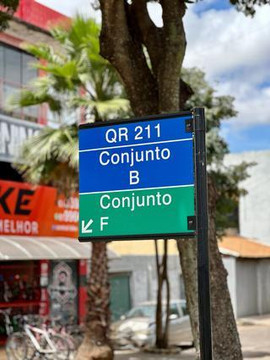 QR 211
Conjunto
B
Conjunto
↙ F
KE
MELHOR